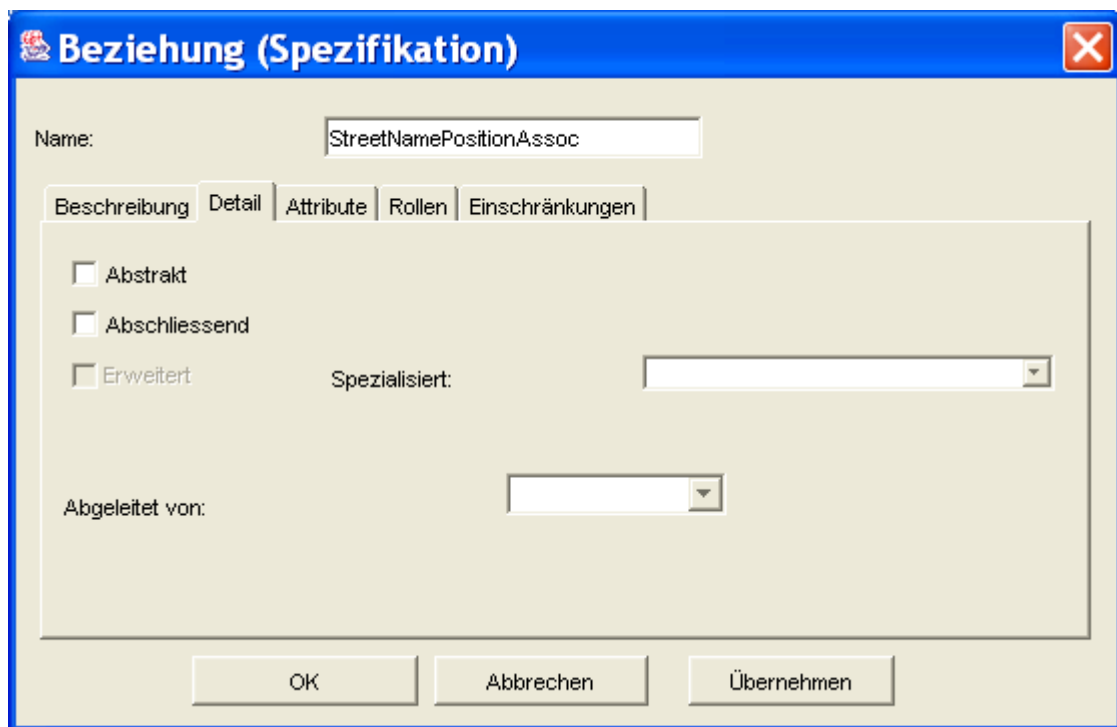 Beziehung (Spezifikation)
Name: StreetNamePositionAssoc
Beschreibung Detail Attribute Rollen Einschränkungen
Abstrakt
Abschliessend
Erweitert Spezialisiert:
Abgeleitet von:
OK Abbrechen Übernehmen